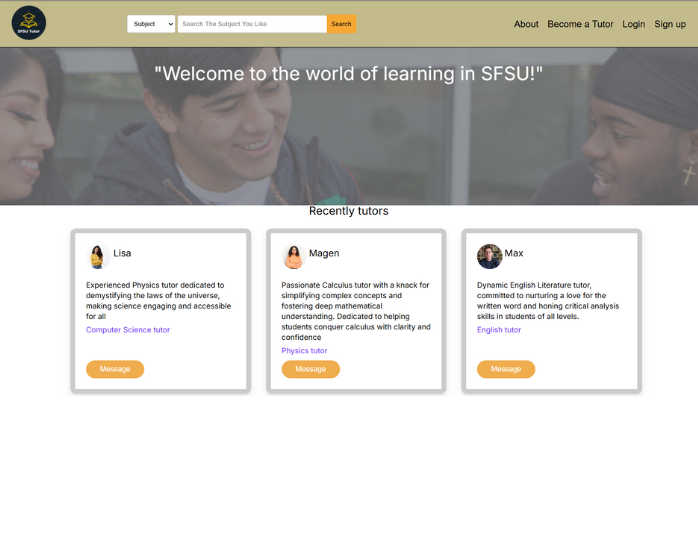 SFSU Tutor
Subject
Search The Subject You Like
Search
About
Become a Tutor
Login
Sign up
"Welcome to the world of learning in SFSU!"
Recently tutors
Lisa
Experienced Physics tutor dedicated to
demystifying the laws of the universe,
making science engaging and accessible
for all
Computer Science tutor
Message
Magen
Passionate Calculus tutor with a knack for
simplifying complex concepts and
fostering deep mathematical
understanding. Dedicated to helping
students conquer calculus with clarity and
confidence
Physics tutor
Message
Max
Dynamic English Literature tutor,
committed to nurturing a love for the
written word and honing critical analysis
skills in students of all levels.
English tutor
Message